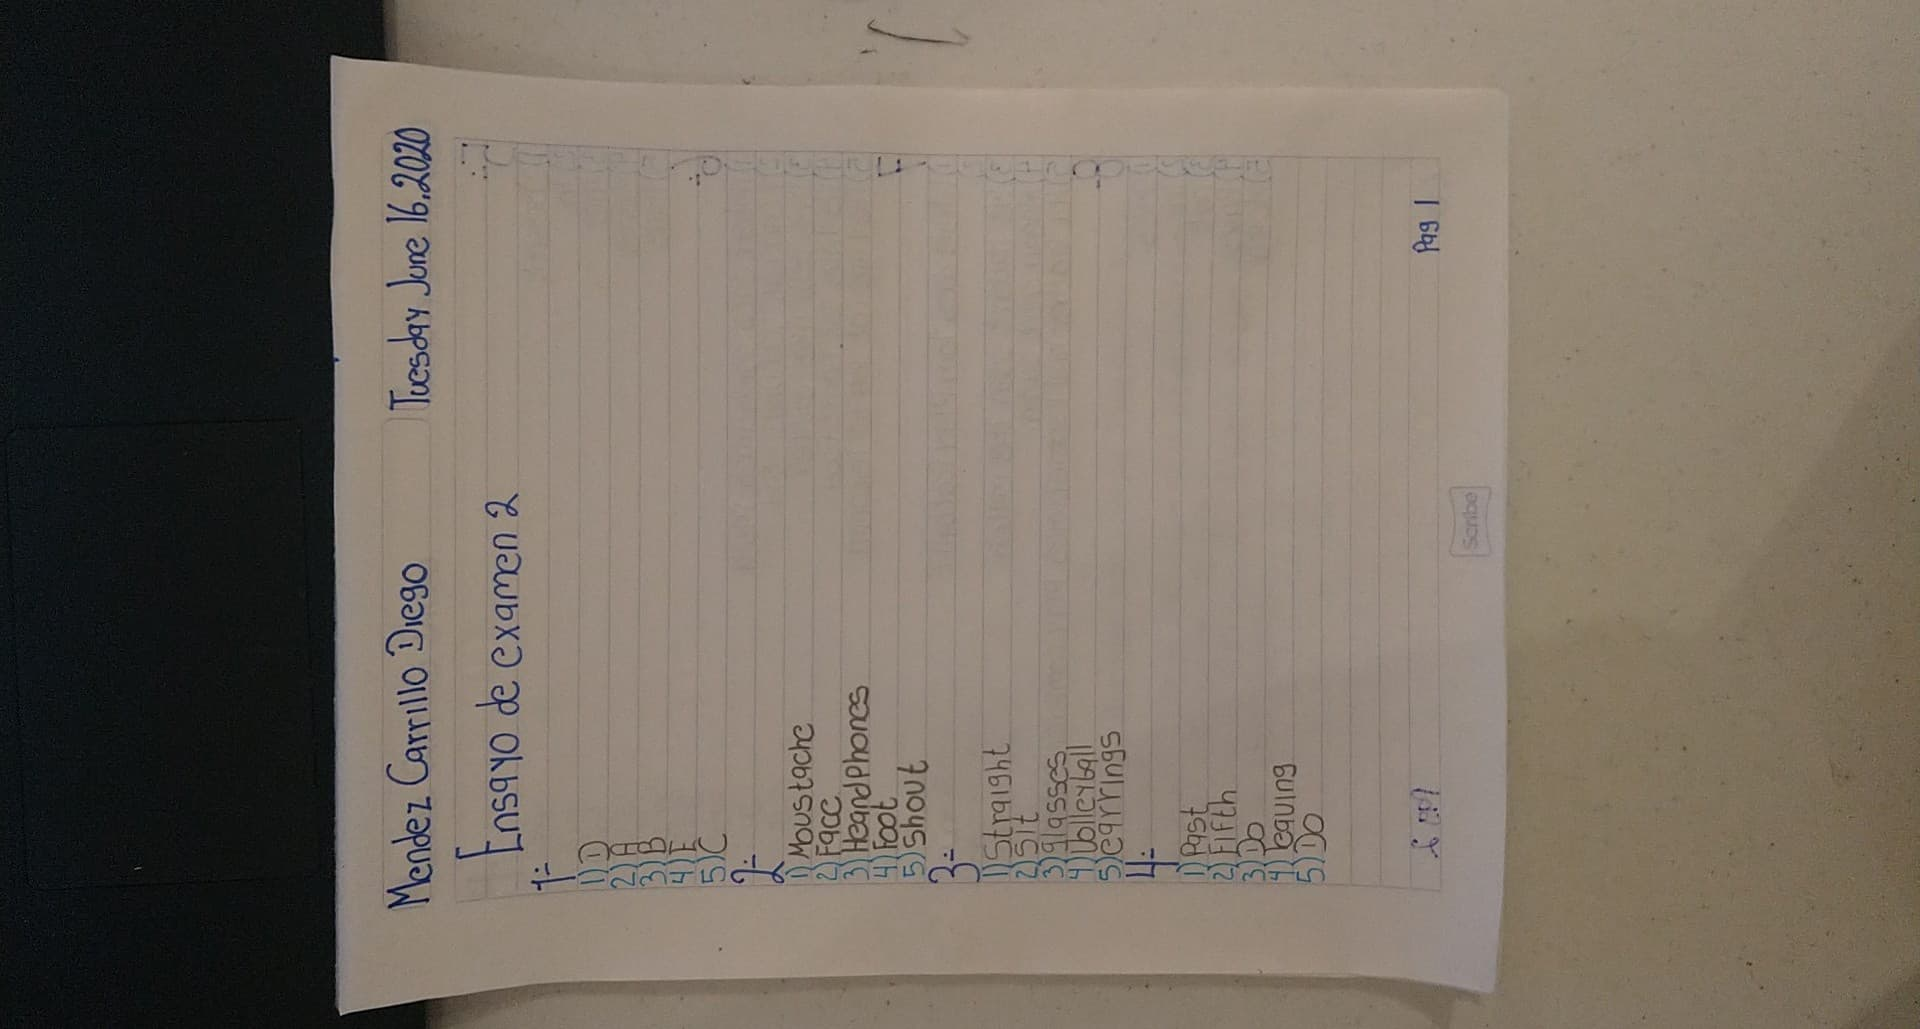 Mendez Carrillo Diego Tuesday June 16, 2020
Ensayo de examen 2
1:-
1) D
2) A
3) B
4) E
5) C
2:-
1) Moustache
2) Face
3) HeandPhones
4) Foot
5) Shout
3:-
1) Straight
2) Sit
3) glasses
4) Volleyball
5) earrings
4:-
1) Past
2) Fifth
3) Do
4) leaving
5) Do
Pag 1
Scribe